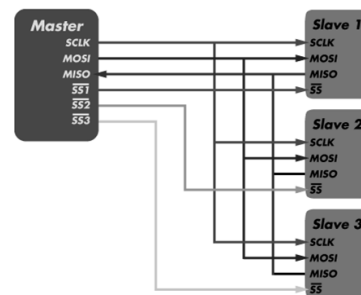 Master
SCLK
MOSI
MISO
SS1
SS2
SS3
Slave 1
SCLK
MOSI
MISO
SS
Slave 2
SCLK
MOSI
MISO
SS
Slave 3
SCLK
MOSI
MISO
SS